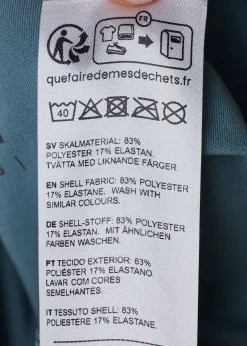 FR
quefairedemesdechets.fr
40
SV SKALMATERIAL: 83%
POLYESTER 17% ELASTAN.
TVÄTTA MED LIKNANDE FÄRGER.
EN SHELL FABRIC: 83% POLYESTER
17% ELASTANE. WASH WITH
SIMILAR COLOURS.
DE SHELL-STOFF: 83% POLYESTER
17% ELASTAN. MIT ÄHNLICHEN
FARBEN WASCHEN.
PT TECIDO EXTERIOR: 83%
POLIÉSTER 17% ELASTANO.
LAVAR COM CORES
SEMELHANTES.
IT TESSUTO SHELL: 83%
POLIESTERE 17% ELASTANE.